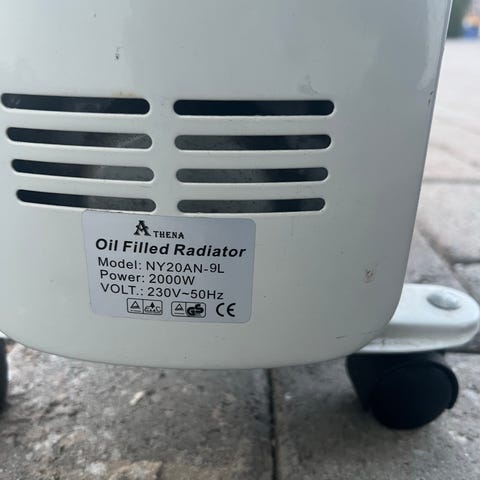 ATHENA
Oil Filled Radiator
Model: NY20AN-9L
Power: 2000W
VOLT.: 230V~50Hz
CE